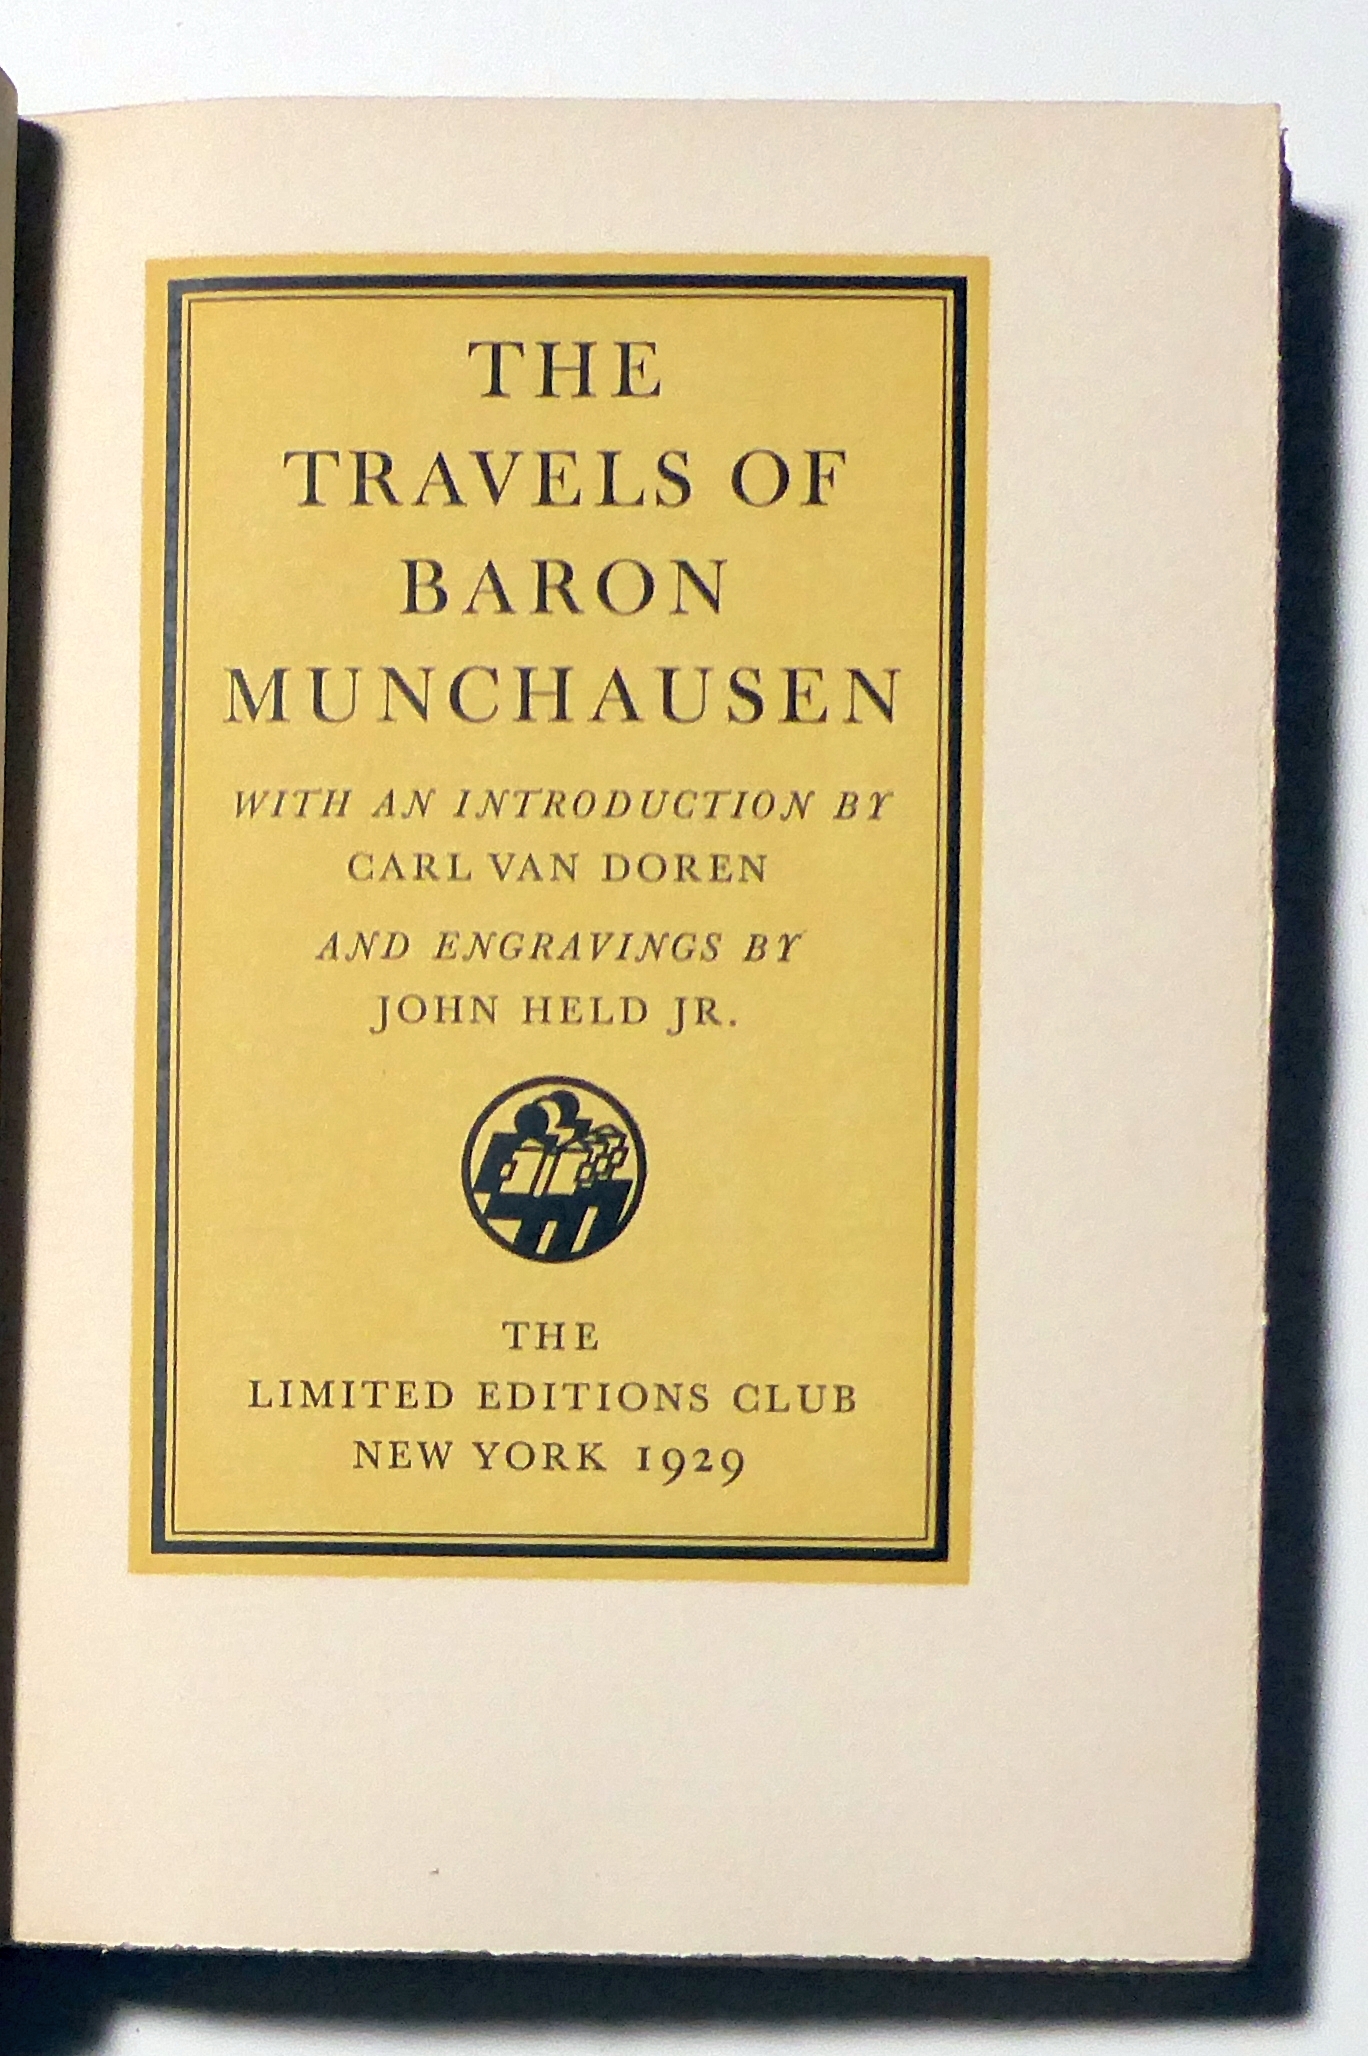 THE
TRAVELS OF
BARON
MUNCHAUSEN
WITH AN INTRODUCTION BY
CARL VAN DOREN
AND ENGRAVINGS BY
JOHN HELD JR.
THE
LIMITED EDITIONS CLUB
NEW YORK 1929